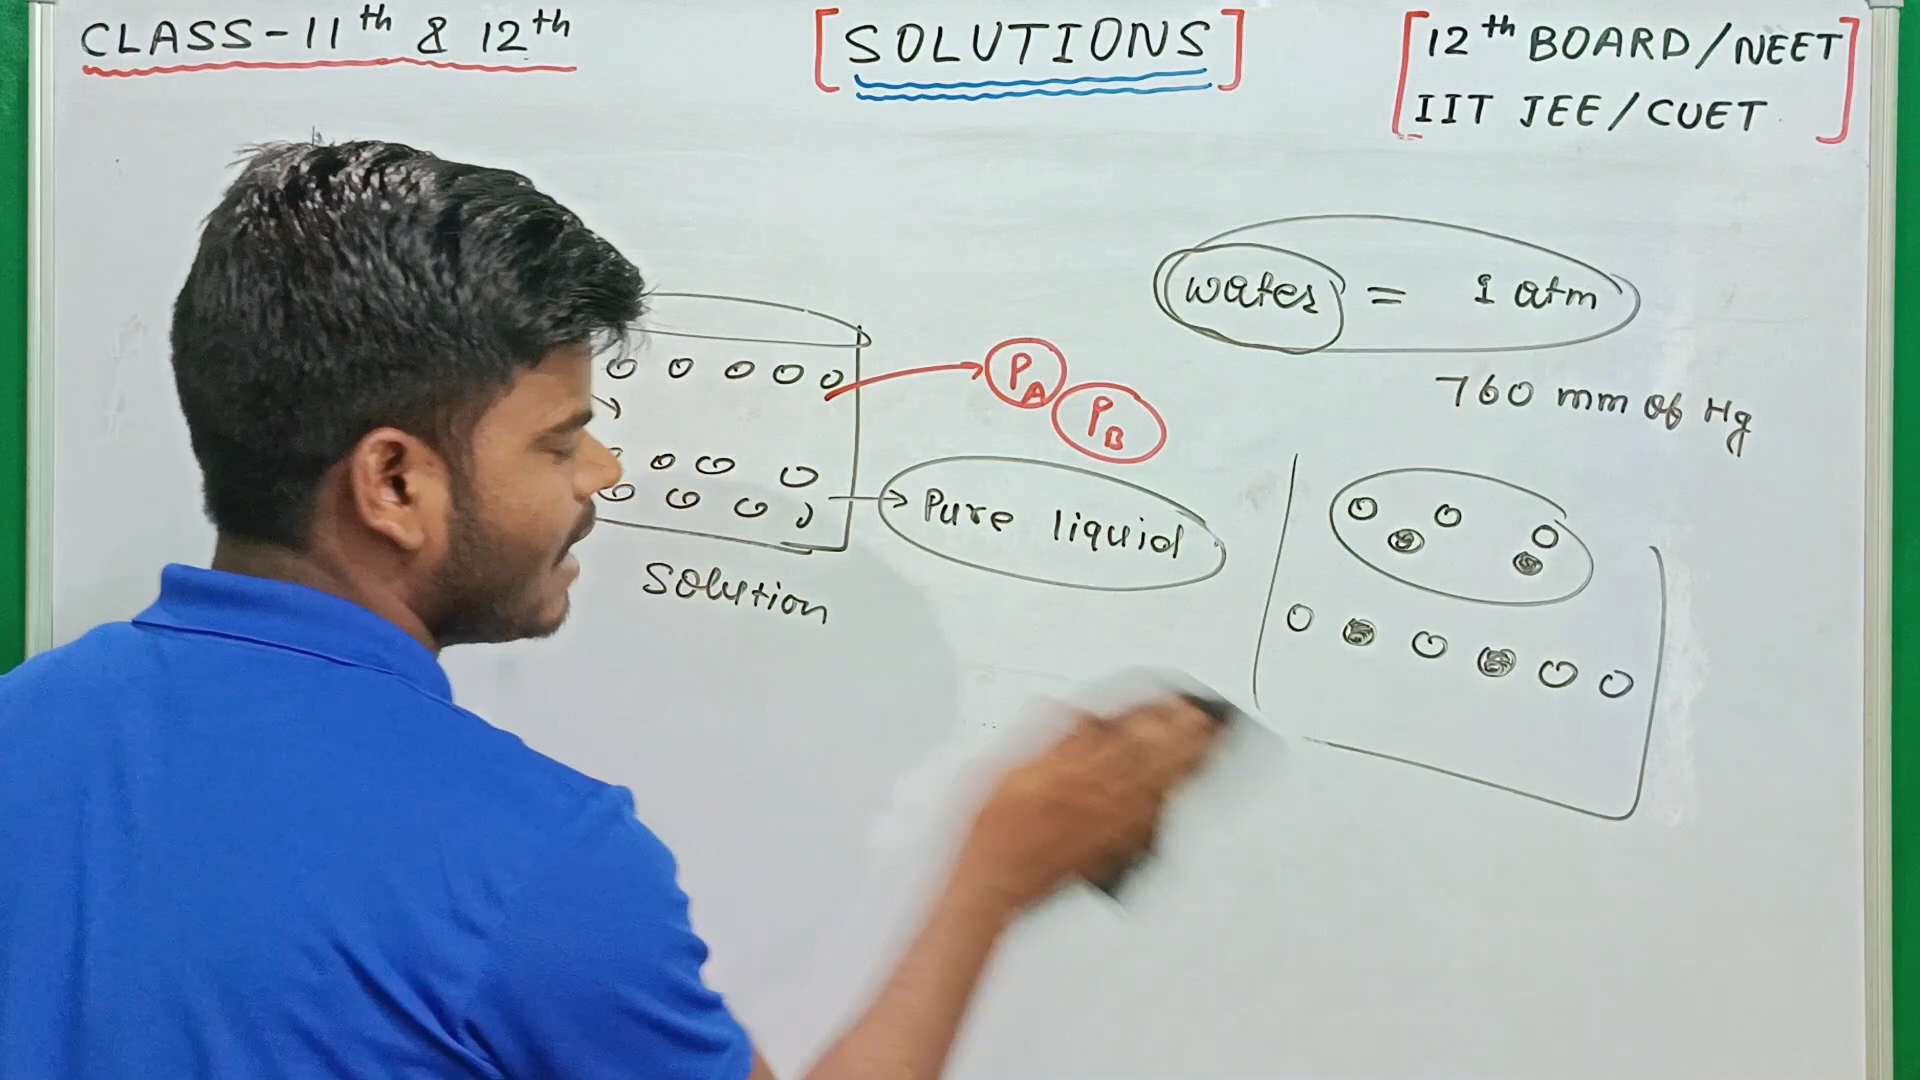 CLASS-11th & 12th
[SOLUTIONS]
[12th BOARD/NEET
IIT JEE/CUET]
water = 1 atm
760 mm of Hg
PA
PB
Pure liquid
Solution